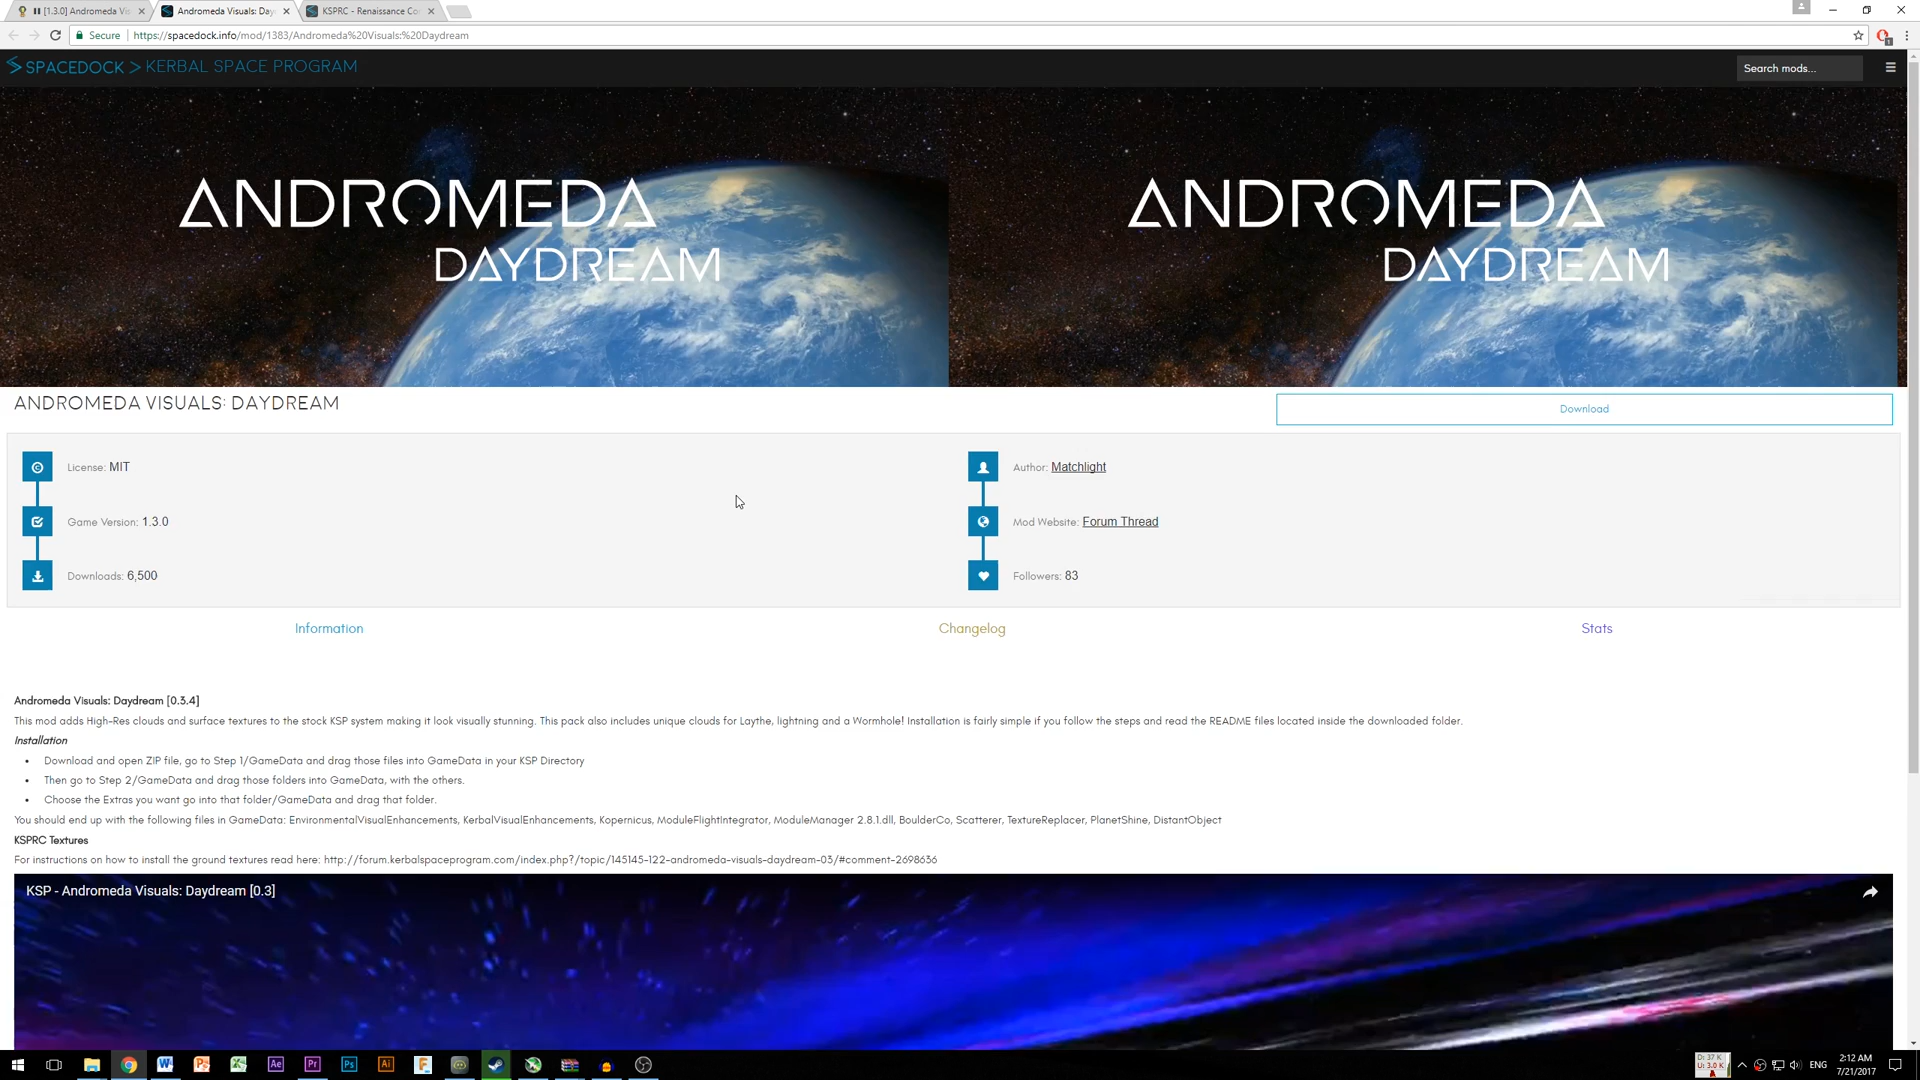 [1.3.0] Andromeda Vis
Andromeda Visuals: Day
KSPRC - Renaissance Co
Secure
https://spacedock.info/mod/1383/Andromeda%20Visuals:%20Daydream
SPACEDOCK > KERBAL SPACE PROGRAM
Search mods...
ANDROMEDA
DAYDREAM
ANDROMEDA
DAYDREAM
ANDROMEDA VISUALS: DAYDREAM
Download
License: MIT
Author: Matchlight
Game Version: 1.3.0
Mod Website: Forum Thread
Downloads: 6,500
Followers: 83
Information
Changelog
Stats
Andromeda Visuals: Daydream [0.3.4]
This mod adds High-Res clouds and surface textures to the stock KSP system making it look visually stunning. This pack also includes unique clouds for Laythe, lightning and a Wormhole! Installation is fairly simple if you follow the steps and read the README files located inside the downloaded folder.
Installation
• Download and open ZIP file, go to Step 1/GameData and drag those files into GameData in your KSP Directory
• Then go to Step 2/GameData and drag those folders into GameData, with the others.
• Choose the Extras you want go into that folder/GameData and drag that folder.
You should end up with the following files in GameData: EnvironmentalVisualEnhancements, KerbalVisualEnhancements, Kopernicus, ModuleFlightIntegrator, ModuleManager 2.8.1.dll, BoulderCo, Scatterer, TextureReplacer, PlanetShine, DistantObject
KSPRC Textures
For instructions on how to install the ground textures read here: http://forum.kerbalspaceprogram.com/index.php?/topic/145145-122-andromeda-visuals-daydream-03/#comment-2698636
KSP - Andromeda Visuals: Daydream [0.3]
Ae
Pr
Ps
Ai
D: 37 K
U: 3.0 K
ENG
2:12 AM
7/21/2017